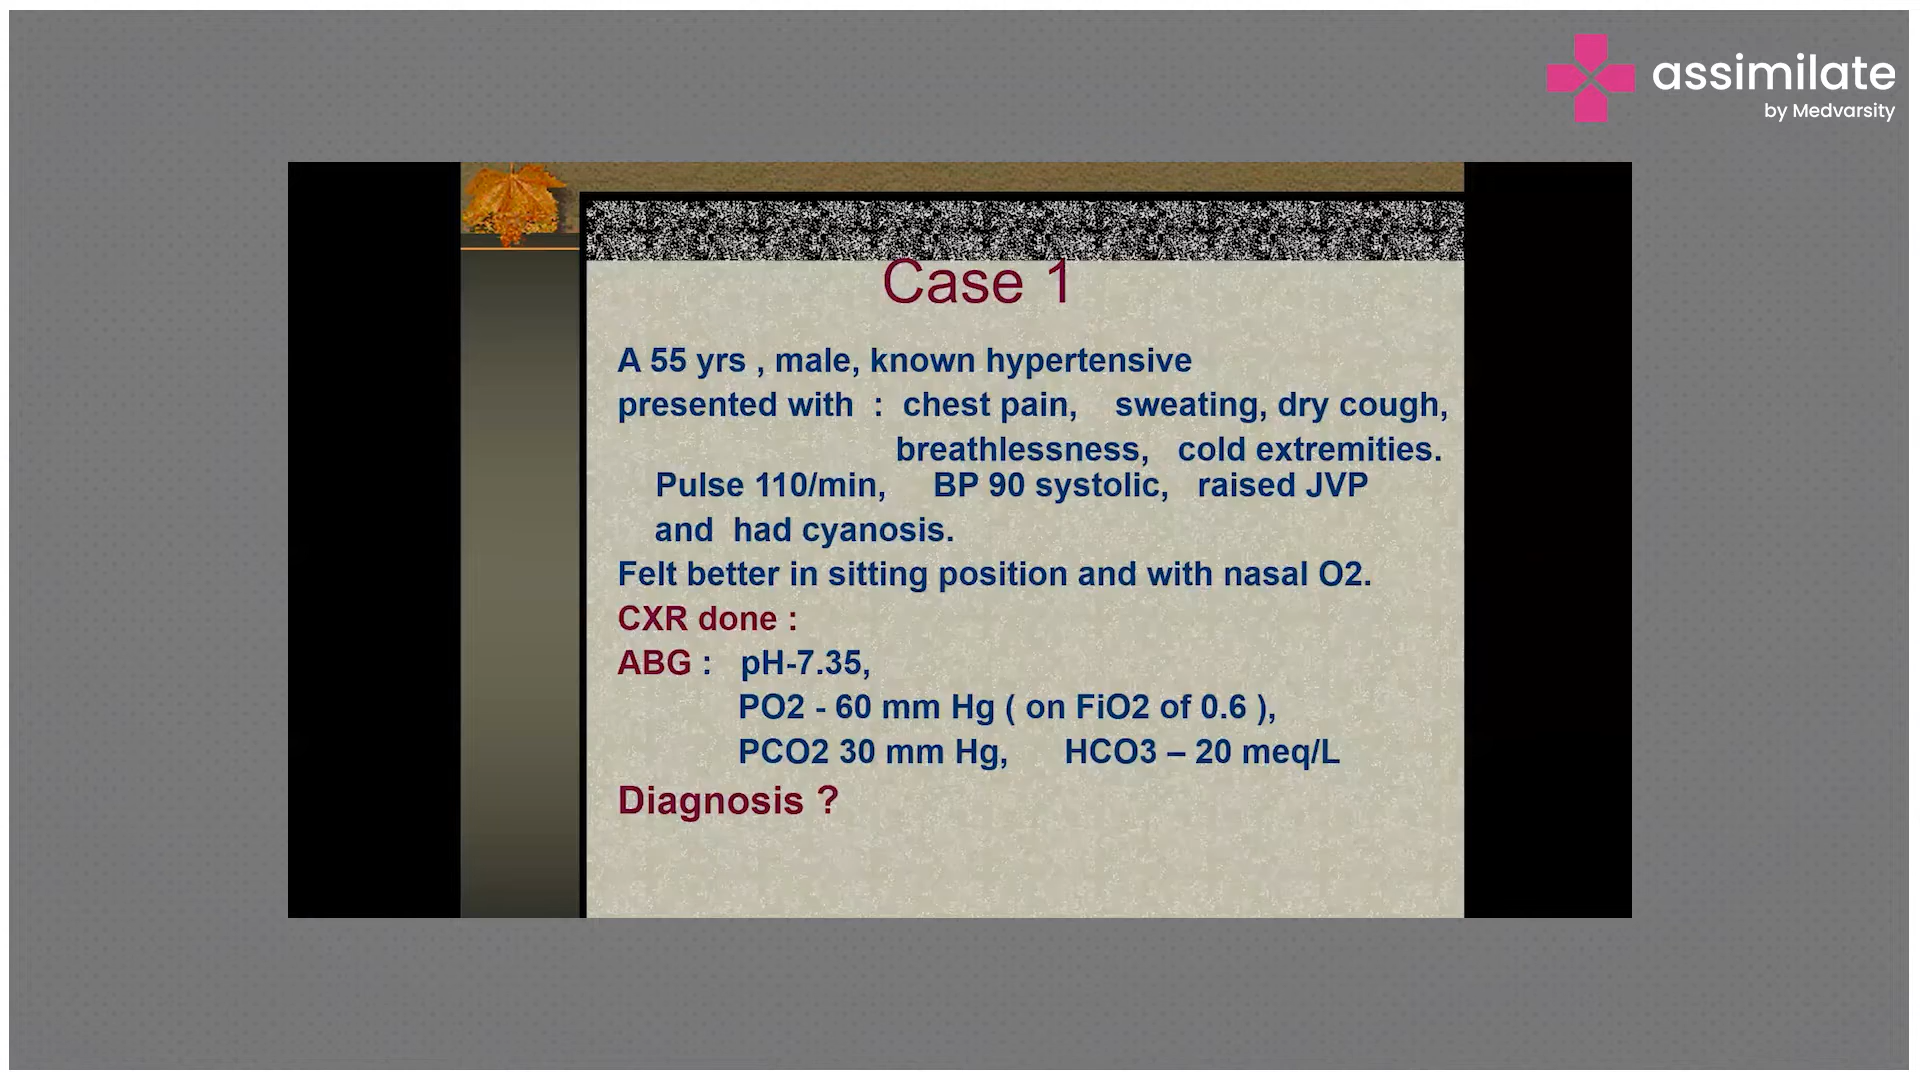 assimilate
by Medvarsity
Case 1
A 55 yrs , male, known hypertensive
presented with : chest pain, sweating, dry cough,
breathlessness, cold extremities.
Pulse 110/min, BP 90 systolic, raised JVP
and had cyanosis.
Felt better in sitting position and with nasal O2.
CXR done :
ABG : pH-7.35,
PO2 - 60 mm Hg ( on FiO2 of 0.6 ),
PCO2 30 mm Hg, HCO3 – 20 meq/L
Diagnosis ?